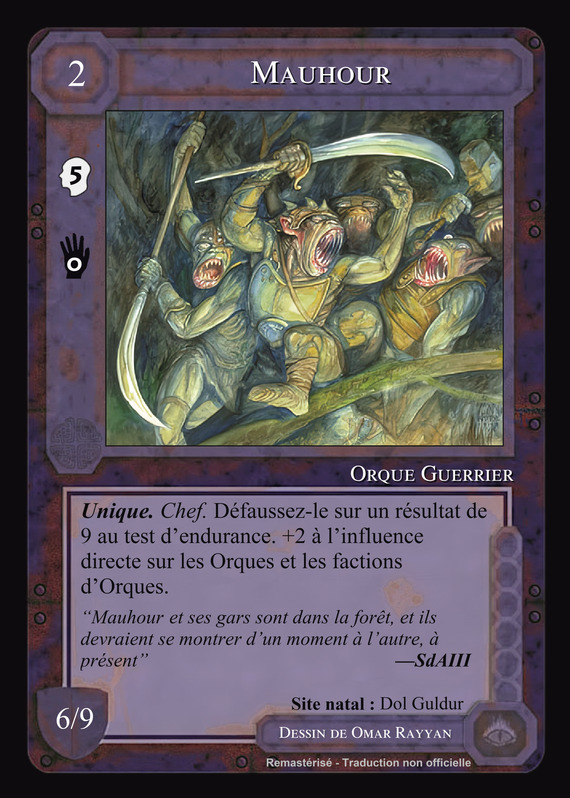 2
MAUHOUR
5
0
ORQUE GUERRIER
Unique. Chef. Défaussez-le sur un résultat de
9 au test d’endurance. +2 à l’influence
directe sur les Orques et les factions
d’Orques.
“Mauhour et ses gars sont dans la forêt, et ils
devraient se montrer d’un moment à l’autre, à
présent” —SdAIII
Site natal : Dol Guldur
6/9
DESSIN DE OMAR RAYYAN
Remastérisé - Traduction non officielle